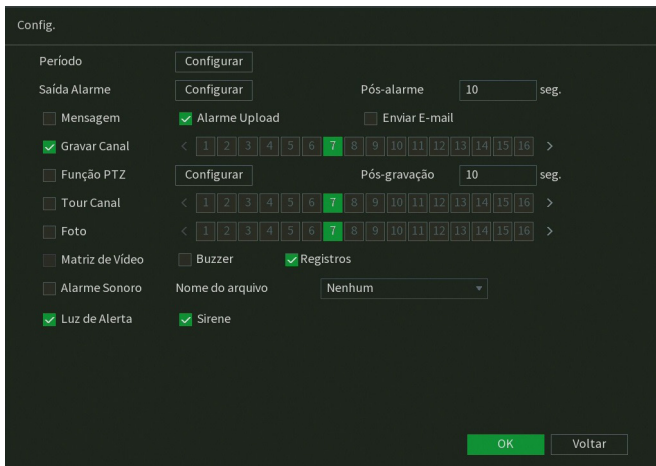 Config.
Período Configurar
Saída Alarme Configurar Pós-alarme 10 seg.
Mensagem Alarme Upload Enviar E-mail
Gravar Canal < 1 2 3 4 5 6 7 8 9 10 11 12 13 14 15 16 >
Função PTZ Configurar Pós-gravação 10 seg.
Tour Canal < 1 2 3 4 5 6 7 8 9 10 11 12 13 14 15 16 >
Foto < 1 2 3 4 5 6 7 8 9 10 11 12 13 14 15 16 >
Matriz de Vídeo Buzzer Registros
Alarme Sonoro Nome do arquivo Nenhum
Luz de Alerta Sirene
OK Voltar